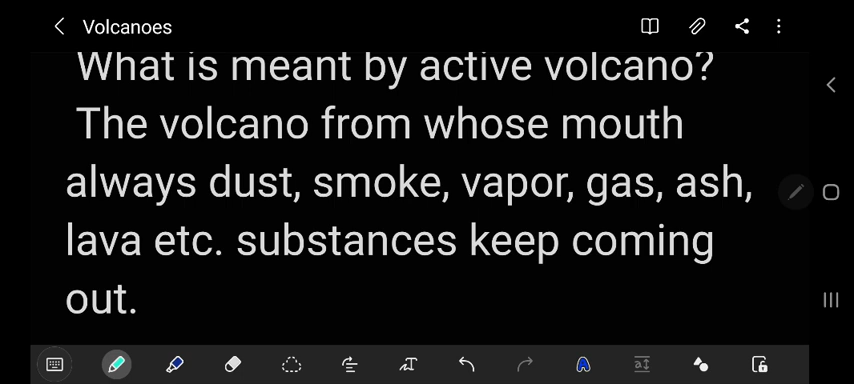 Volcanoes
What is meant by active volcano?
The volcano from whose mouth
always dust, smoke, vapor, gas, ash,
lava etc. substances keep coming
out.